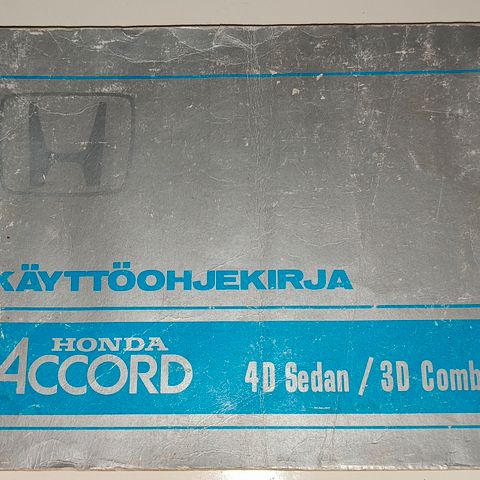 KÄYTTÖOHJEKIRJA
HONDA
ACCORD
4D Sedan / 3D Comb